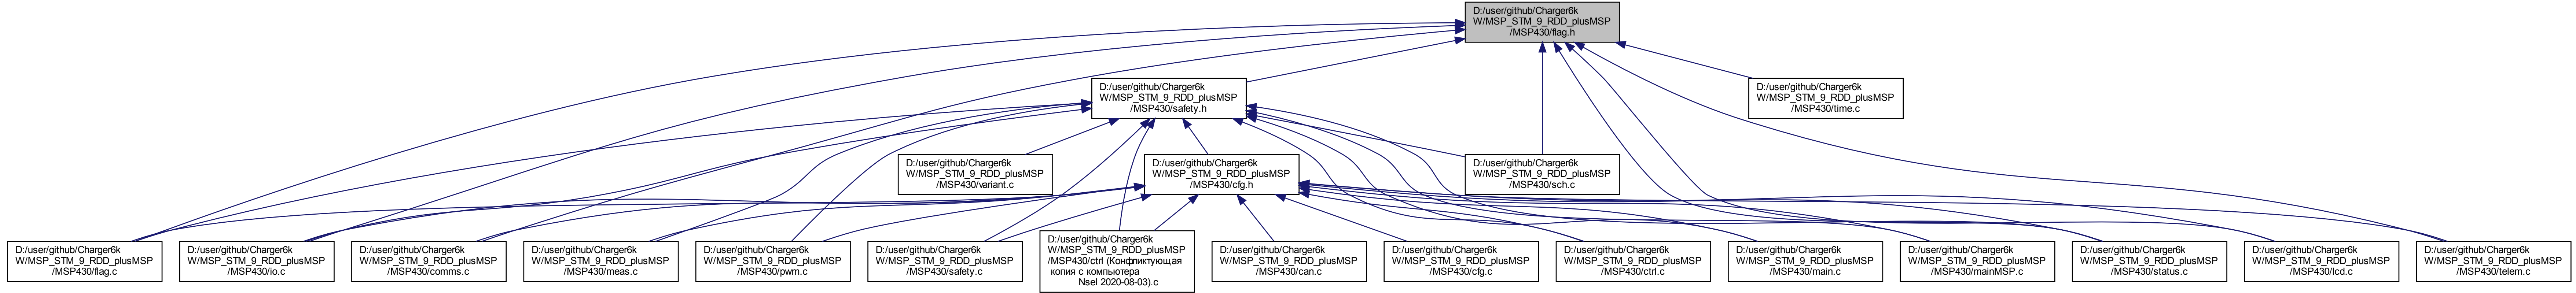 D:/user/github/Charger6k
W/MSP_STM_9_RDD_plusMSP
/MSP430/flag.h
D:/user/github/Charger6k
W/MSP_STM_9_RDD_plusMSP
/MSP430/safety.h
D:/user/github/Charger6k
W/MSP_STM_9_RDD_plusMSP
/MSP430/time.c
D:/user/github/Charger6k
W/MSP_STM_9_RDD_plusMSP
/MSP430/variant.c
D:/user/github/Charger6k
W/MSP_STM_9_RDD_plusMSP
/MSP430/cfg.h
D:/user/github/Charger6k
W/MSP_STM_9_RDD_plusMSP
/MSP430/sch.c
D:/user/github/Charger6k
W/MSP_STM_9_RDD_plusMSP
/MSP430/flag.c
D:/user/github/Charger6k
W/MSP_STM_9_RDD_plusMSP
/MSP430/io.c
D:/user/github/Charger6k
W/MSP_STM_9_RDD_plusMSP
/MSP430/comms.c
D:/user/github/Charger6k
W/MSP_STM_9_RDD_plusMSP
/MSP430/meas.c
D:/user/github/Charger6k
W/MSP_STM_9_RDD_plusMSP
/MSP430/pwm.c
D:/user/github/Charger6k
W/MSP_STM_9_RDD_plusMSP
/MSP430/safety.c
D:/user/github/Charger6k
W/MSP_STM_9_RDD_plusMSP
/MSP430/ctrl (Конфликтующая
копия с компьютера
Nsel 2020-08-03).c
D:/user/github/Charger6k
W/MSP_STM_9_RDD_plusMSP
/MSP430/can.c
D:/user/github/Charger6k
W/MSP_STM_9_RDD_plusMSP
/MSP430/cfg.c
D:/user/github/Charger6k
W/MSP_STM_9_RDD_plusMSP
/MSP430/ctrl.c
D:/user/github/Charger6k
W/MSP_STM_9_RDD_plusMSP
/MSP430/main.c
D:/user/github/Charger6k
W/MSP_STM_9_RDD_plusMSP
/MSP430/mainMSP.c
D:/user/github/Charger6k
W/MSP_STM_9_RDD_plusMSP
/MSP430/status.c
D:/user/github/Charger6k
W/MSP_STM_9_RDD_plusMSP
/MSP430/lcd.c
D:/user/github/Charger6k
W/MSP_STM_9_RDD_plusMSP
/MSP430/telem.c